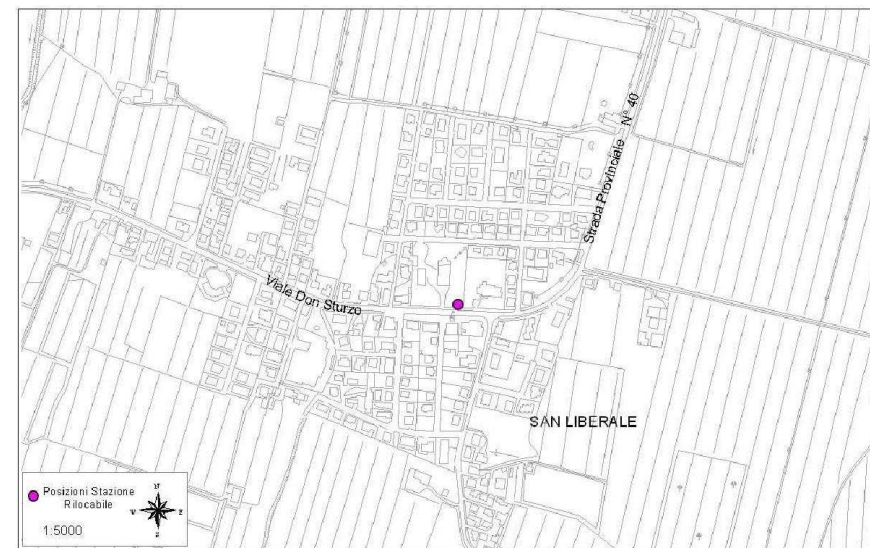 Strada Provinciale N° 40
Viale Don Sturzo
SAN LIBERALE
Posizioni Stazione
Rilocabile
N
W
E
S
1:5000